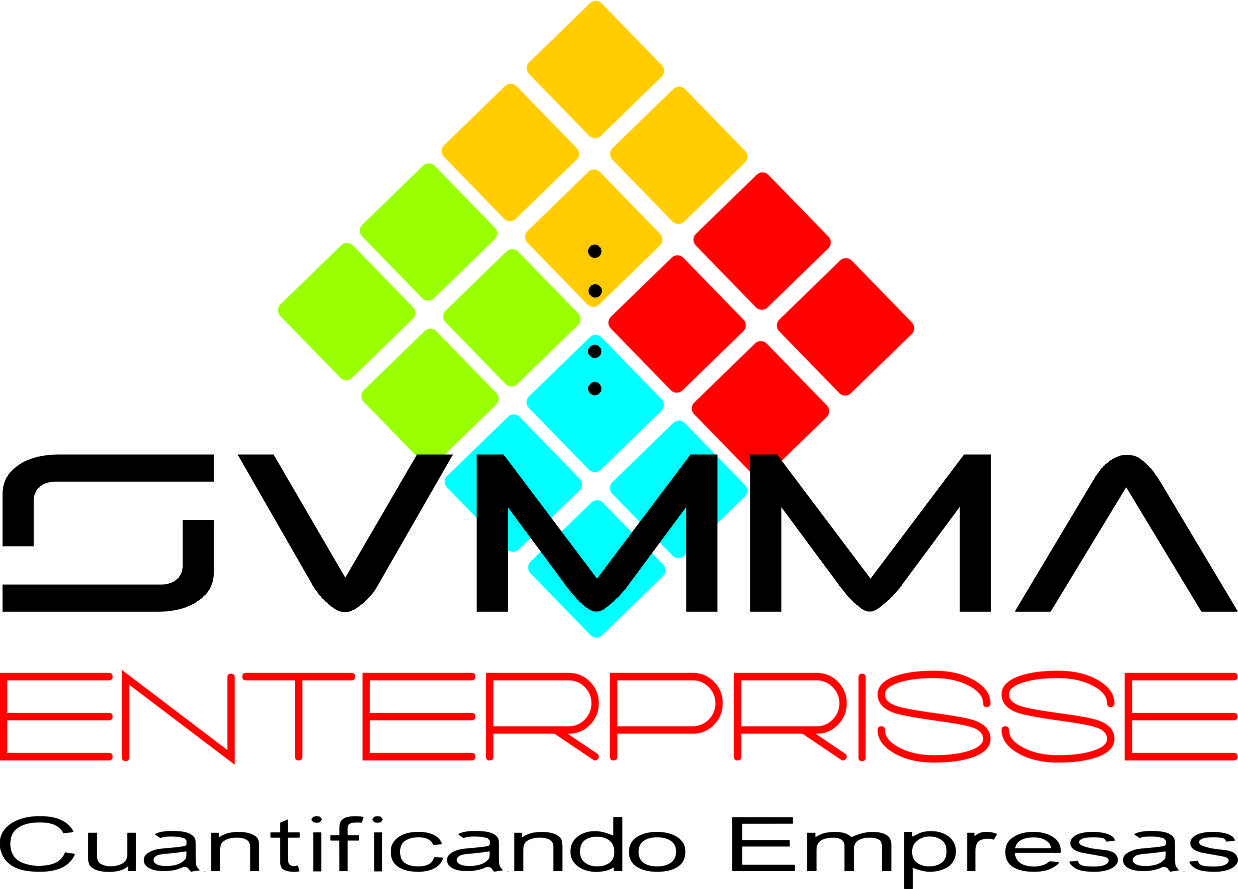 SVMMA
ENTERPRISSE
Cuantificando Empresas